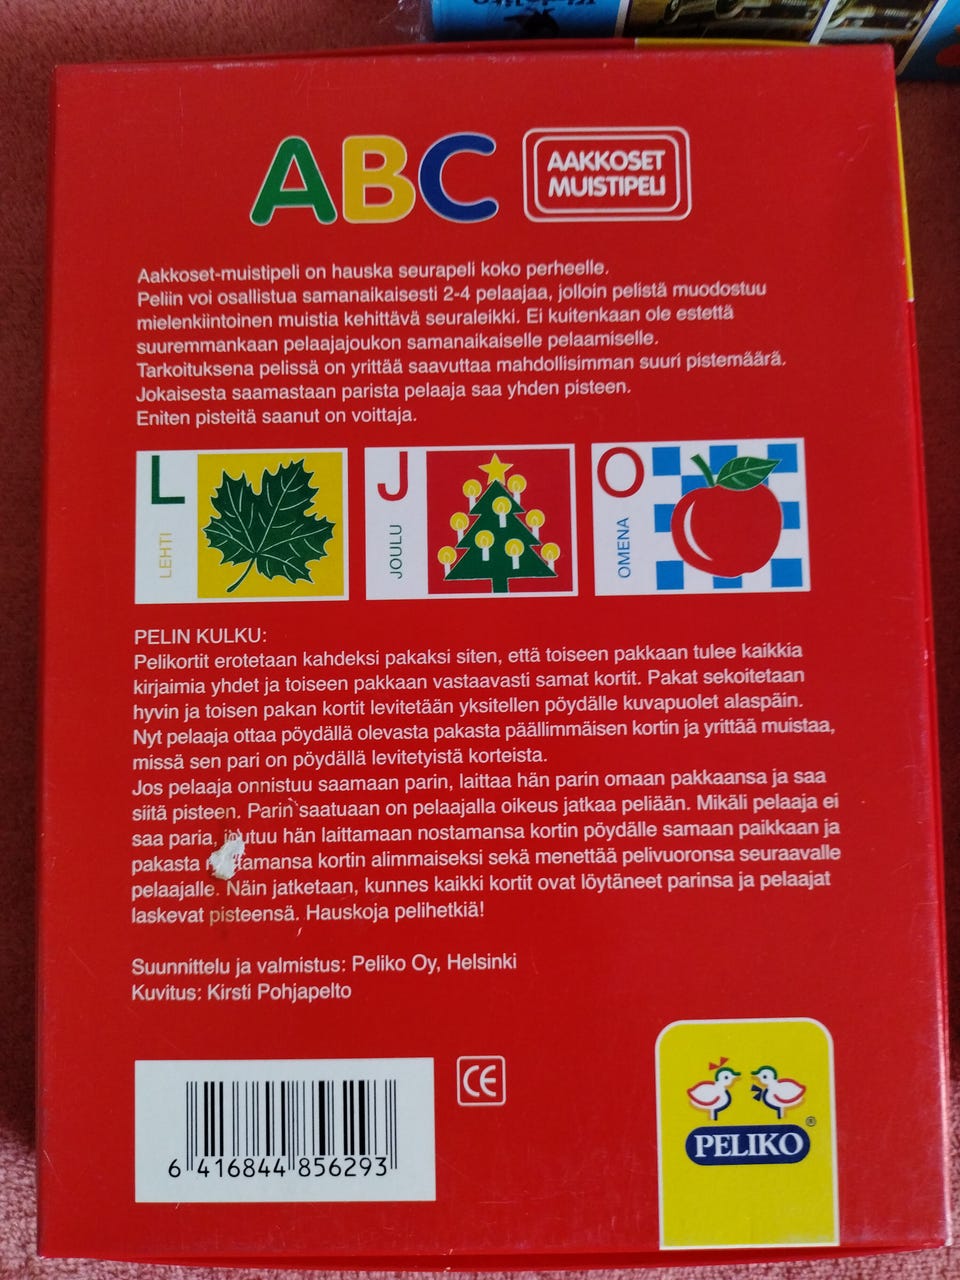 ABC
AAKKOSET
MUISTIPELI
Aakkoset-muistipeli on hauska seurapeli koko perheelle.
Peliin voi osallistua samanaikaisesti 2-4 pelaajaa, jolloin pelistä muodostuu
mielenkiintoinen muistia kehittävä seuraleikki. Ei kuitenkaan ole estettä
suuremmankaan pelaajajoukon samanaikaiselle pelaamiselle.
Tarkoituksena pelissä on yrittää saavuttaa mahdollisimman suuri pistemäärä.
Jokaisesta saamastaan parista pelaaja saa yhden pisteen.
Eniten pisteitä saanut on voittaja.
L
LEHTI
J
JOULU
O
OMENA
PELIN KULKU:
Pelikortit erotetaan kahdeksi pakaksi siten, että toiseen pakkaan tulee kaikkia
kirjaimia yhdet ja toiseen pakkaan vastaavasti samat kortit. Pakat sekoitetaan
hyvin ja toisen pakan kortit levitetään yksitellen pöydälle kuvapuolet alaspäin.
Nyt pelaaja ottaa pöydällä olevasta pakasta päällimmäisen kortin ja yrittää muistaa,
missä sen pari on pöydällä levitetyistä korteista.
Jos pelaaja onnistuu saamaan parin, laittaa hän parin omaan pakkaansa ja saa
siitä pisteen. Parin saatuaan on pelaajalla oikeus jatkaa peliään. Mikäli pelaaja ei
saa paria, joutuu hän laittamaan nostamansa kortin pöydälle samaan paikkaan ja
pakasta kortin alimmaiseksi sekä menettää pelivuoronsa seuraavalle
pelaajalle. Näin jatketaan, kunnes kaikki kortit ovat löytäneet parinsa ja pelaajat
laskevat pisteensä. Hauskoja pelihetkiä!
Suunnittelu ja valmistus: Peliko Oy, Helsinki
Kuvitus: Kirsti Pohjapelto
CE
6 416844 856293
PELIKO ®